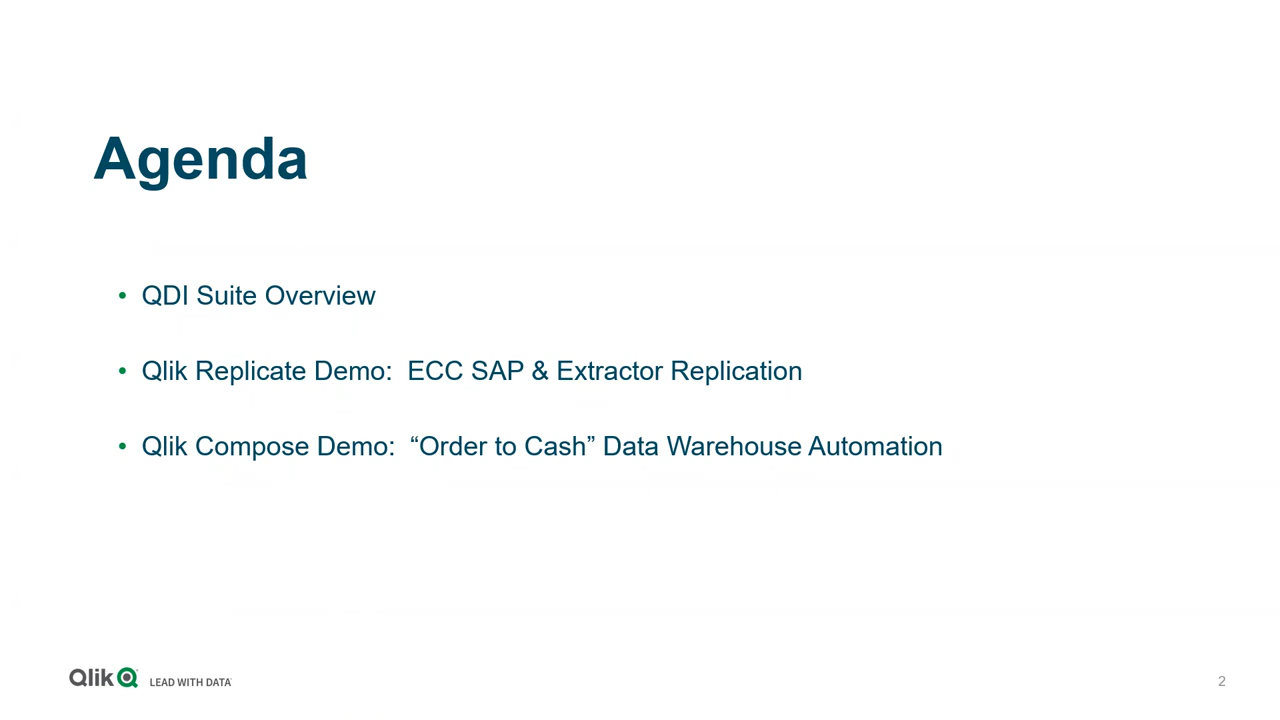 Agenda
• QDI Suite Overview
• Qlik Replicate Demo:  ECC SAP & Extractor Replication
• Qlik Compose Demo:  “Order to Cash” Data Warehouse Automation
Qlik LEAD WITH DATA
2